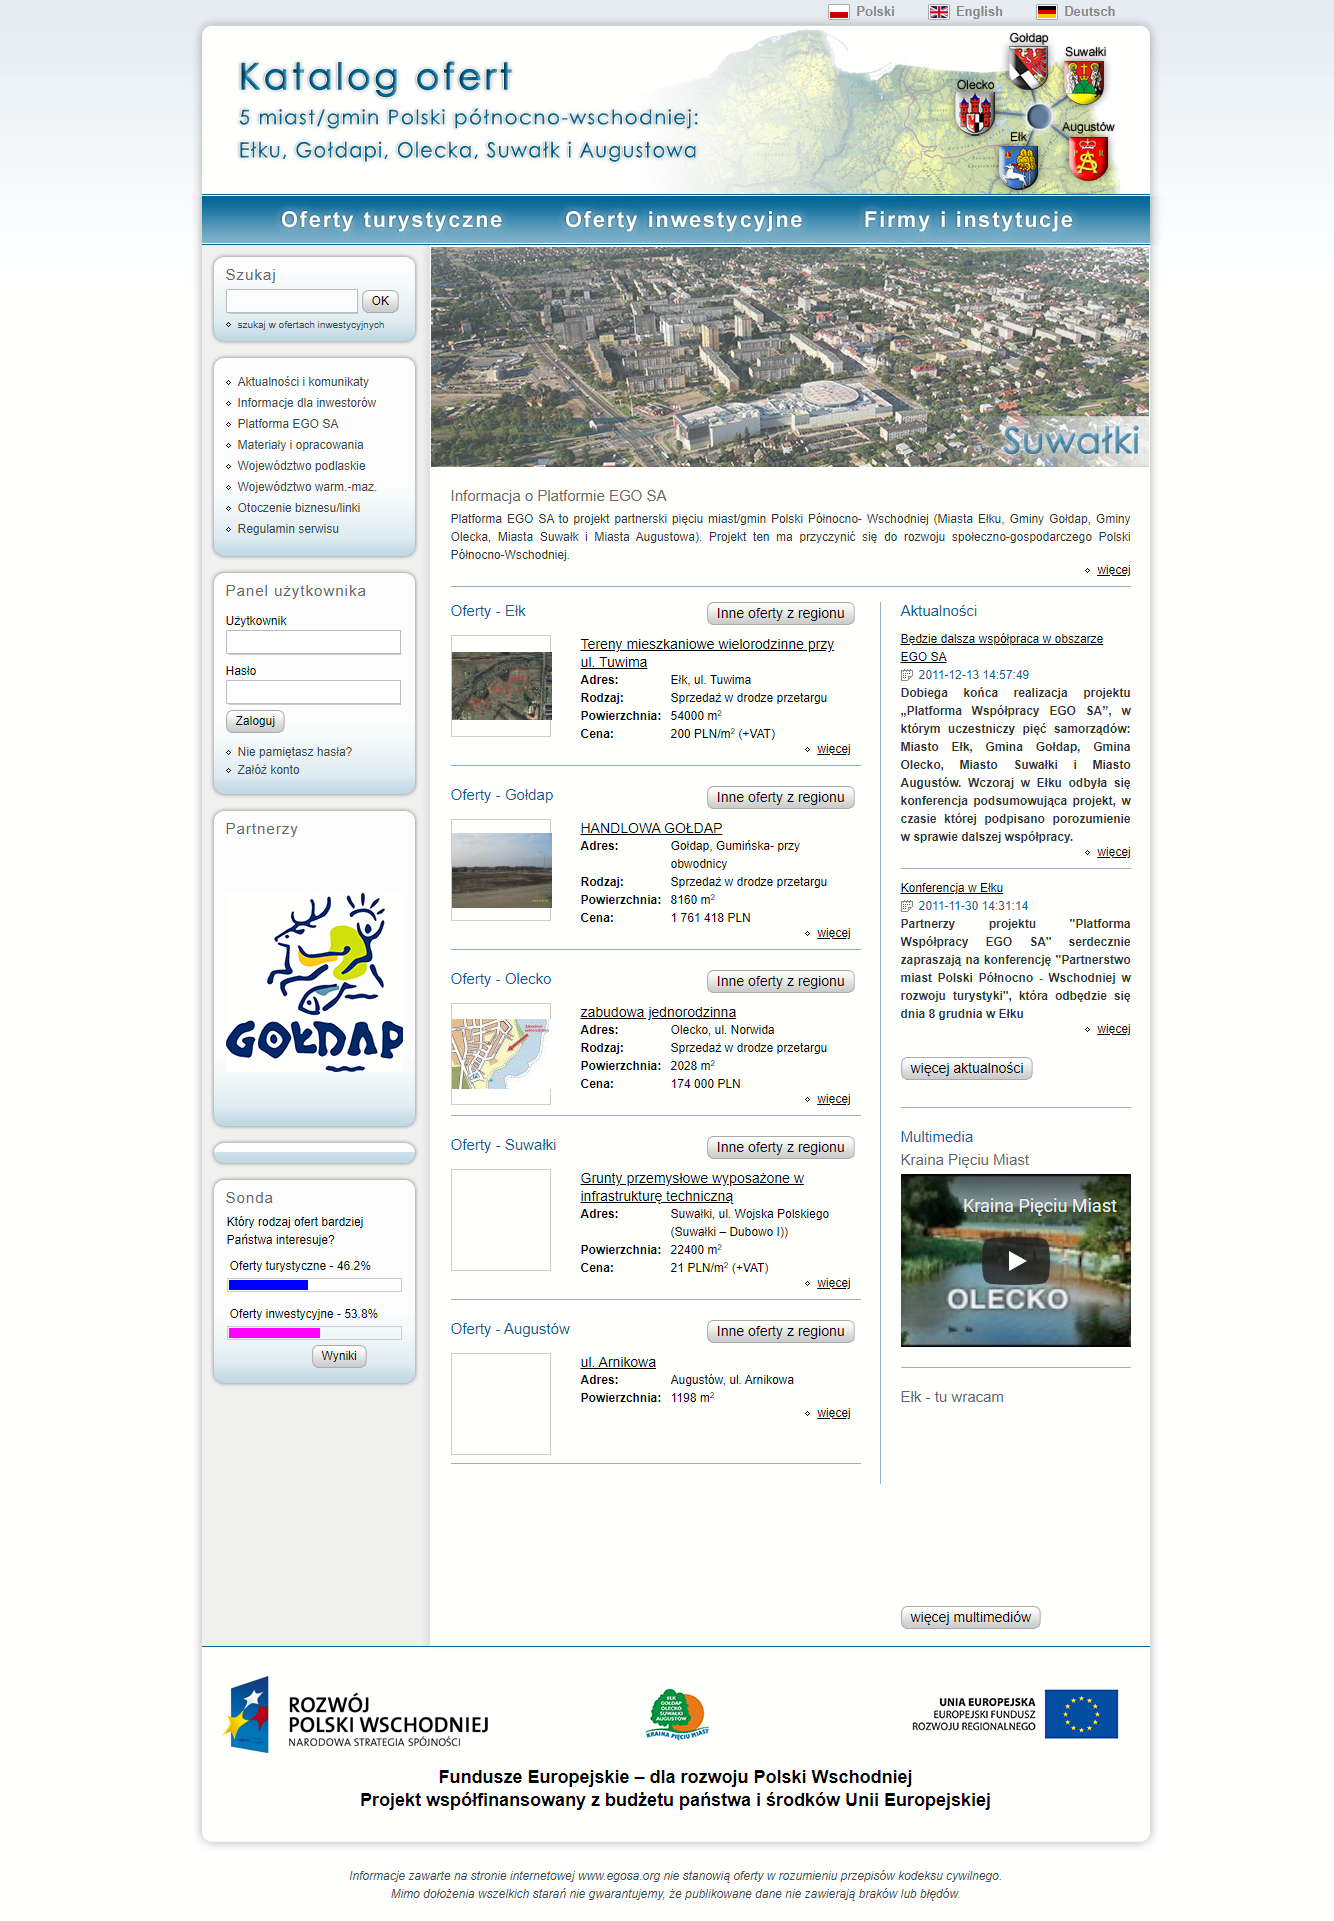 Polski
English
Deutsch
Katalog ofert
5 miast/gmin Polski północno-wschodniej:
Ełku, Gołdapi, Olecka, Suwałk i Augustowa
Gołdap
Suwałki
Olecko
Ełk
Augustów
Oferty turystyczne
Oferty inwestycyjne
Firmy i instytucje
Szukaj
OK
szukaj w ofertach inwestycyjnych
Aktualności i komunikaty
Informacje dla inwestorów
Platforma EGO SA
Materiały i opracowania
Województwo podlaskie
Województwo warm.-maz.
Otoczenie biznesu/linki
Regulamin serwisu
Panel użytkownika
Użytkownik
Hasło
Zaloguj
Nie pamiętasz hasła?
Załóż konto
Partnerzy
GOŁDAP
Sonda
Który rodzaj ofert bardziej
Państwa interesuje?
Oferty turystyczne - 46.2%
Oferty inwestycyjne - 53.8%
Wyniki
Suwałki
Informacja o Platformie EGO SA
Platforma EGO SA to projekt partnerski pięciu miast/gmin Polski Północno- Wschodniej (Miasta Ełku, Gminy Gołdap, Gminy
Olecka, Miasta Suwałk i Miasta Augustowa). Projekt ten ma przyczynić się do rozwoju społeczno-gospodarczego Polski
Północno-Wschodniej.
więcej
Oferty - Ełk
Inne oferty z regionu
Tereny mieszkaniowe wielorodzinne przy
ul. Tuwima
Adres: Ełk, ul. Tuwima
Rodzaj: Sprzedaż w drodze przetargu
Powierzchnia: 54000 m²
Cena: 200 PLN/m² (+VAT)
więcej
Oferty - Gołdap
Inne oferty z regionu
HANDLOWA GOŁDAP
Adres: Gołdap, Gumińska- przy
obwodnicy
Rodzaj: Sprzedaż w drodze przetargu
Powierzchnia: 8160 m²
Cena: 1 761 418 PLN
więcej
Oferty - Olecko
Inne oferty z regionu
zabudowa jednorodzinna
Adres: Olecko, ul. Norwida
Rodzaj: Sprzedaż w drodze przetargu
Powierzchnia: 2028 m²
Cena: 174 000 PLN
więcej
Oferty - Suwałki
Inne oferty z regionu
Grunty przemysłowe wyposażone w
infrastrukturę techniczną
Adres: Suwałki, ul. Wojska Polskiego
(Suwałki – Dubowo I))
Powierzchnia: 22400 m²
Cena: 21 PLN/m² (+VAT)
więcej
Oferty - Augustów
Inne oferty z regionu
ul. Arnikowa
Adres: Augustów, ul. Arnikowa
Powierzchnia: 1198 m²
więcej
Aktualności
Będzie dalsza współpraca w obszarze
EGO SA
2011-12-13 14:57:49
Dobiega końca realizacja projektu
„Platforma Współpracy EGO SA”, w
którym uczestniczy pięć samorządów:
Miasto Ełk, Gmina Gołdap, Gmina
Olecko, Miasto Suwałki i Miasto
Augustów. Wczoraj w Ełku odbyła się
konferencja podsumowująca projekt, w
czasie której podpisano porozumienie
w sprawie dalszej współpracy.
więcej
Konferencja w Ełku
2011-11-30 14:31:14
Partnerzy projektu "Platforma
Współpracy EGO SA" serdecznie
zapraszają na konferencję "Partnerstwo
miast Polski Północno - Wschodniej w
rozwoju turystyki", która odbędzie się
dnia 8 grudnia w Ełku
więcej
więcej aktualności
Multimedia
Kraina Pięciu Miast
Kraina Pięciu Miast
OLECKO
Ełk - tu wracam
więcej multimediów
ROZWÓJ
POLSKI WSCHODNIEJ
NARODOWA STRATEGIA SPÓJNOŚCI
EŁK
GOŁDAP
OLECKO
SUWAŁKI
AUGUSTÓW
KRAINA PIĘCIU MIAST
UNIA EUROPEJSKA
EUROPEJSKI FUNDUSZ
ROZWOJU REGIONALNEGO
Fundusze Europejskie – dla rozwoju Polski Wschodniej
Projekt współfinansowany z budżetu państwa i środków Unii Europejskiej
Informacje zawarte na stronie internetowej www.egosa.org nie stanowią oferty w rozumieniu przepisów kodeksu cywilnego.
Mimo dołożenia wszelkich starań nie gwarantujemy, że publikowane dane nie zawierają braków lub błędów.